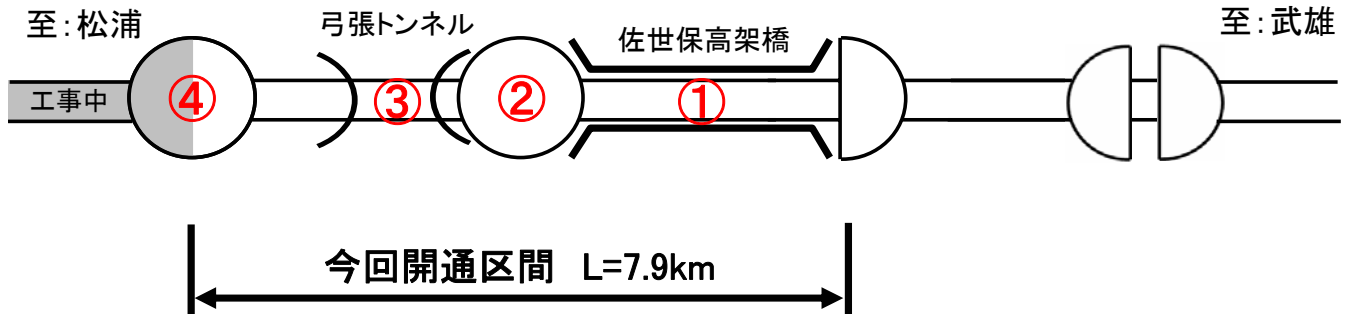 至:松浦
弓張トンネル
佐世保高架橋
至:武雄
工事中
④
③
②
①
今回開通区間 L=7.9km